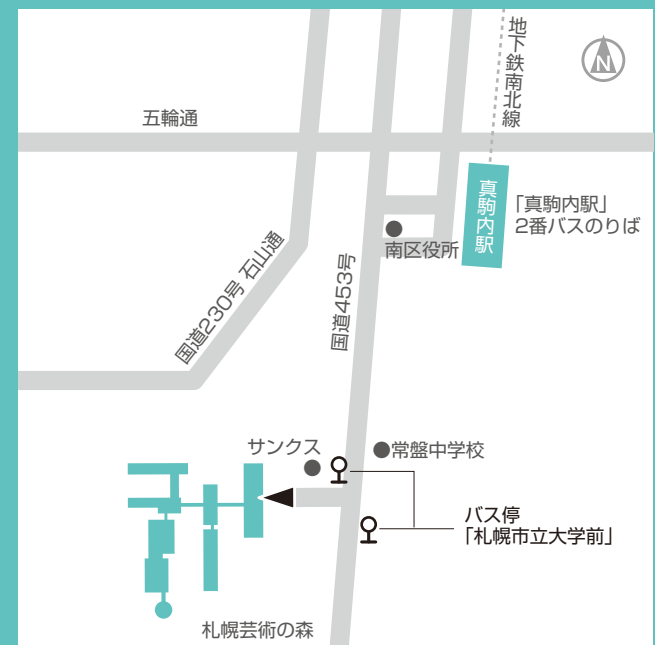 地下鉄南北線
N
五輪通
真駒内駅
「真駒内駅」
2番バスのりば
南区役所
国道230号 石山通
国道453号
サンクス
常盤中学校
バス停
「札幌市立大学前」
札幌芸術の森